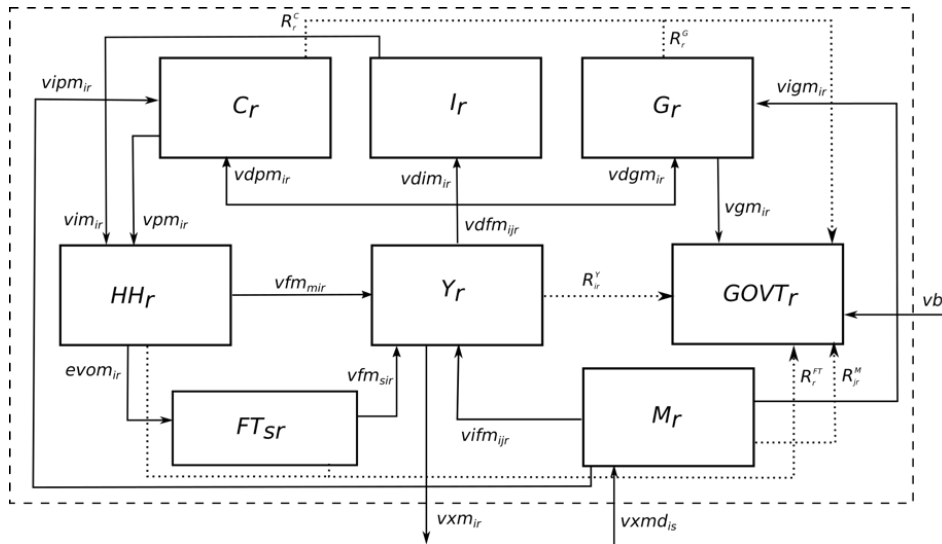 R_r^C
R_r^G
vipm_ir
C_r
I_r
G_r
vigm_ir
vdpm_ir
vdim_ir
vdgm_ir
vim_ir
vpm_ir
vdfm_ijr
vgm_ir
HH_r
vfm_mir
Y_r
R_ir^Y
GOVT_r
vb
evom_ir
vfm_sir
R_r^FT
R_jr^M
FT_sr
vifm_ijr
M_r
vxm_ir
vxmd_is